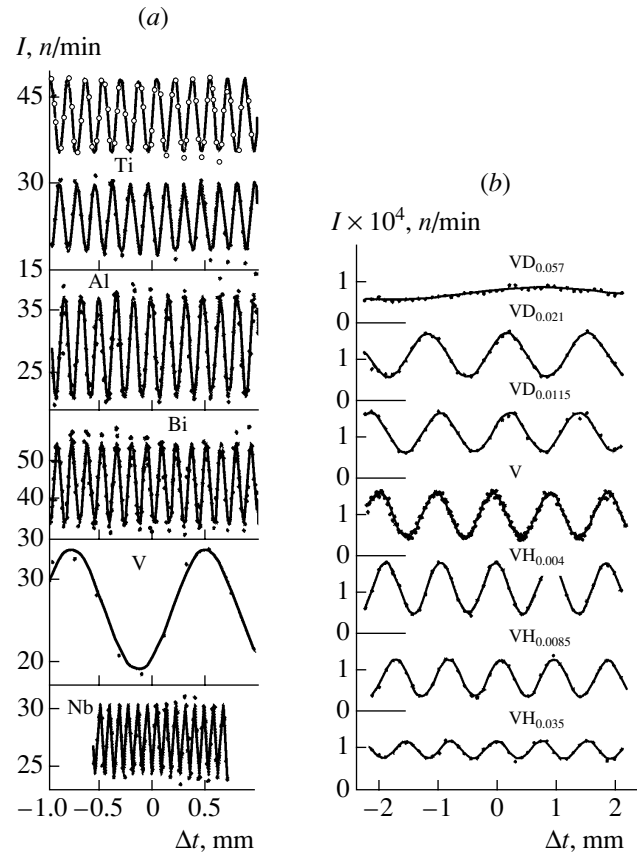 (a)
I, n/min
45
Ti
30
15
Al
35
25
Bi
50
40
30
V
30
20
Nb
30
25
−1.0 −0.5 0 0.5
Δt, mm
(b)
I × 10⁴, n/min
VD₀.₀₅₇
1
0
VD₀.₀₂₁
1
0
VD₀.₀₁₁₅
1
0
V
1
0
VH₀.₀₀₄
1
0
VH₀.₀₀₈₅
1
0
VH₀.₀₃₅
1
0
−2 −1 0 1 2
Δt, mm